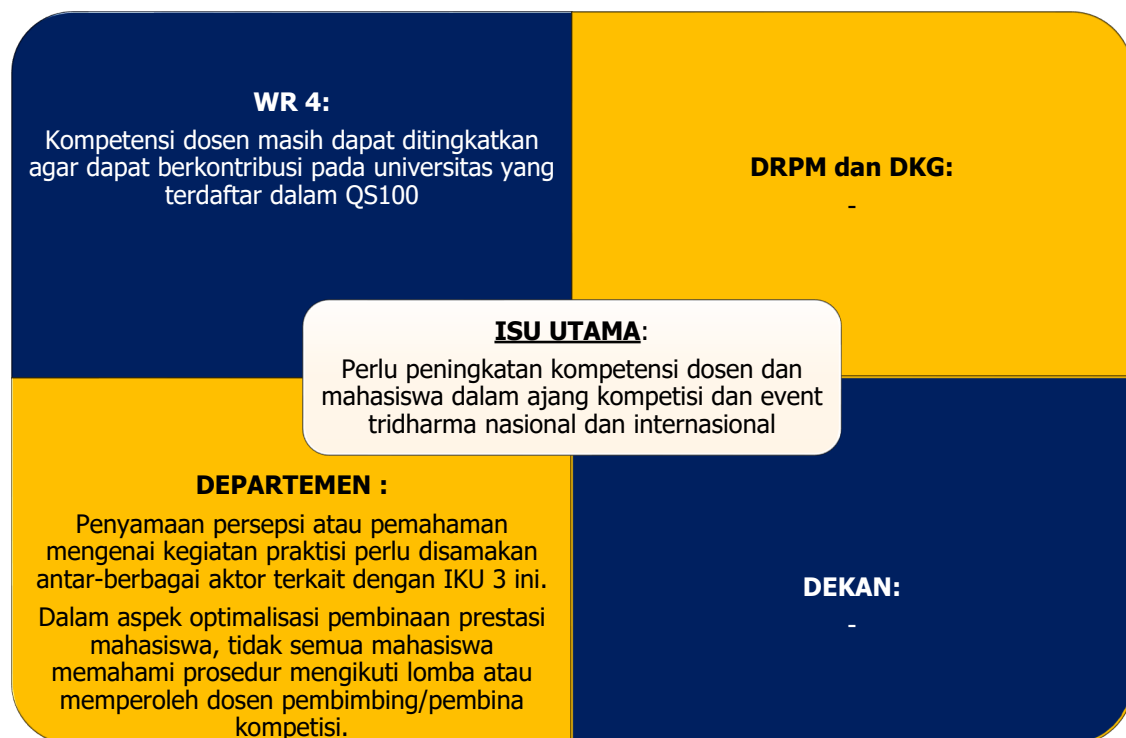 WR 4:
Kompetensi dosen masih dapat ditingkatkan
agar dapat berkontribusi pada universitas yang
terdaftar dalam QS100
DRPM dan DKG:
-
ISU UTAMA:
Perlu peningkatan kompetensi dosen dan
mahasiswa dalam ajang kompetisi dan event
tridharma nasional dan internasional
DEPARTEMEN :
Penyamaan persepsi atau pemahaman
mengenai kegiatan praktisi perlu disamakan
antar-berbagai aktor terkait dengan IKU 3 ini.
Dalam aspek optimalisasi pembinaan prestasi
mahasiswa, tidak semua mahasiswa
memahami prosedur mengikuti lomba atau
memperoleh dosen pembimbing/pembina
kompetisi.
DEKAN:
-